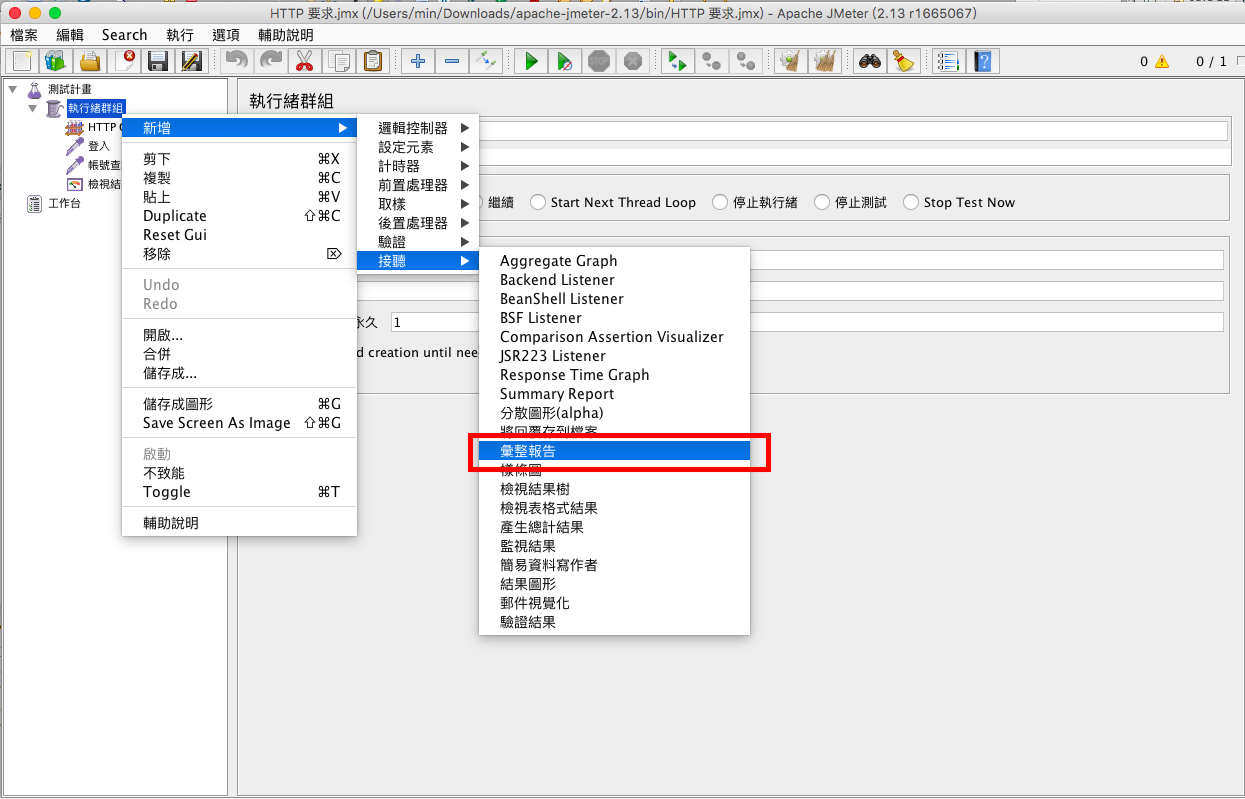 HTTP 要求.jmx (/Users/min/Downloads/apache-jmeter-2.13/bin/HTTP 要求.jmx) - Apache JMeter (2.13 r1665067)
檔案 編輯 Search 執行 選項 輔助說明
STOP
0 0 / 1
測試計畫
執行緒群組
HTTP
登入
帳號查
檢視結
工作台
執行緒群組
新增
剪下 ⌘X
複製 ⌘C
貼上 ⌘V
Duplicate ⇧⌘C
Reset Gui
移除 ⌦
Undo
Redo
開啟...
合併
儲存成...
儲存成圖形 ⌘G
Save Screen As Image ⇧⌘G
啟動
不致能
Toggle ⌘T
輔助說明
邏輯控制器
設定元素
計時器
前置處理器
取樣
後置處理器
驗證
接聽
繼續 Start Next Thread Loop 停止執行緒 停止測試 Stop Test Now
永久 1
d creation until nee
Aggregate Graph
Backend Listener
BeanShell Listener
BSF Listener
Comparison Assertion Visualizer
JSR223 Listener
Response Time Graph
Summary Report
分散圖形(alpha)
將回覆存到檔案
彙整報告
樣條圖
檢視結果樹
檢視表格式結果
產生總計結果
監視結果
簡易資料寫作者
結果圖形
郵件視覺化
驗證結果